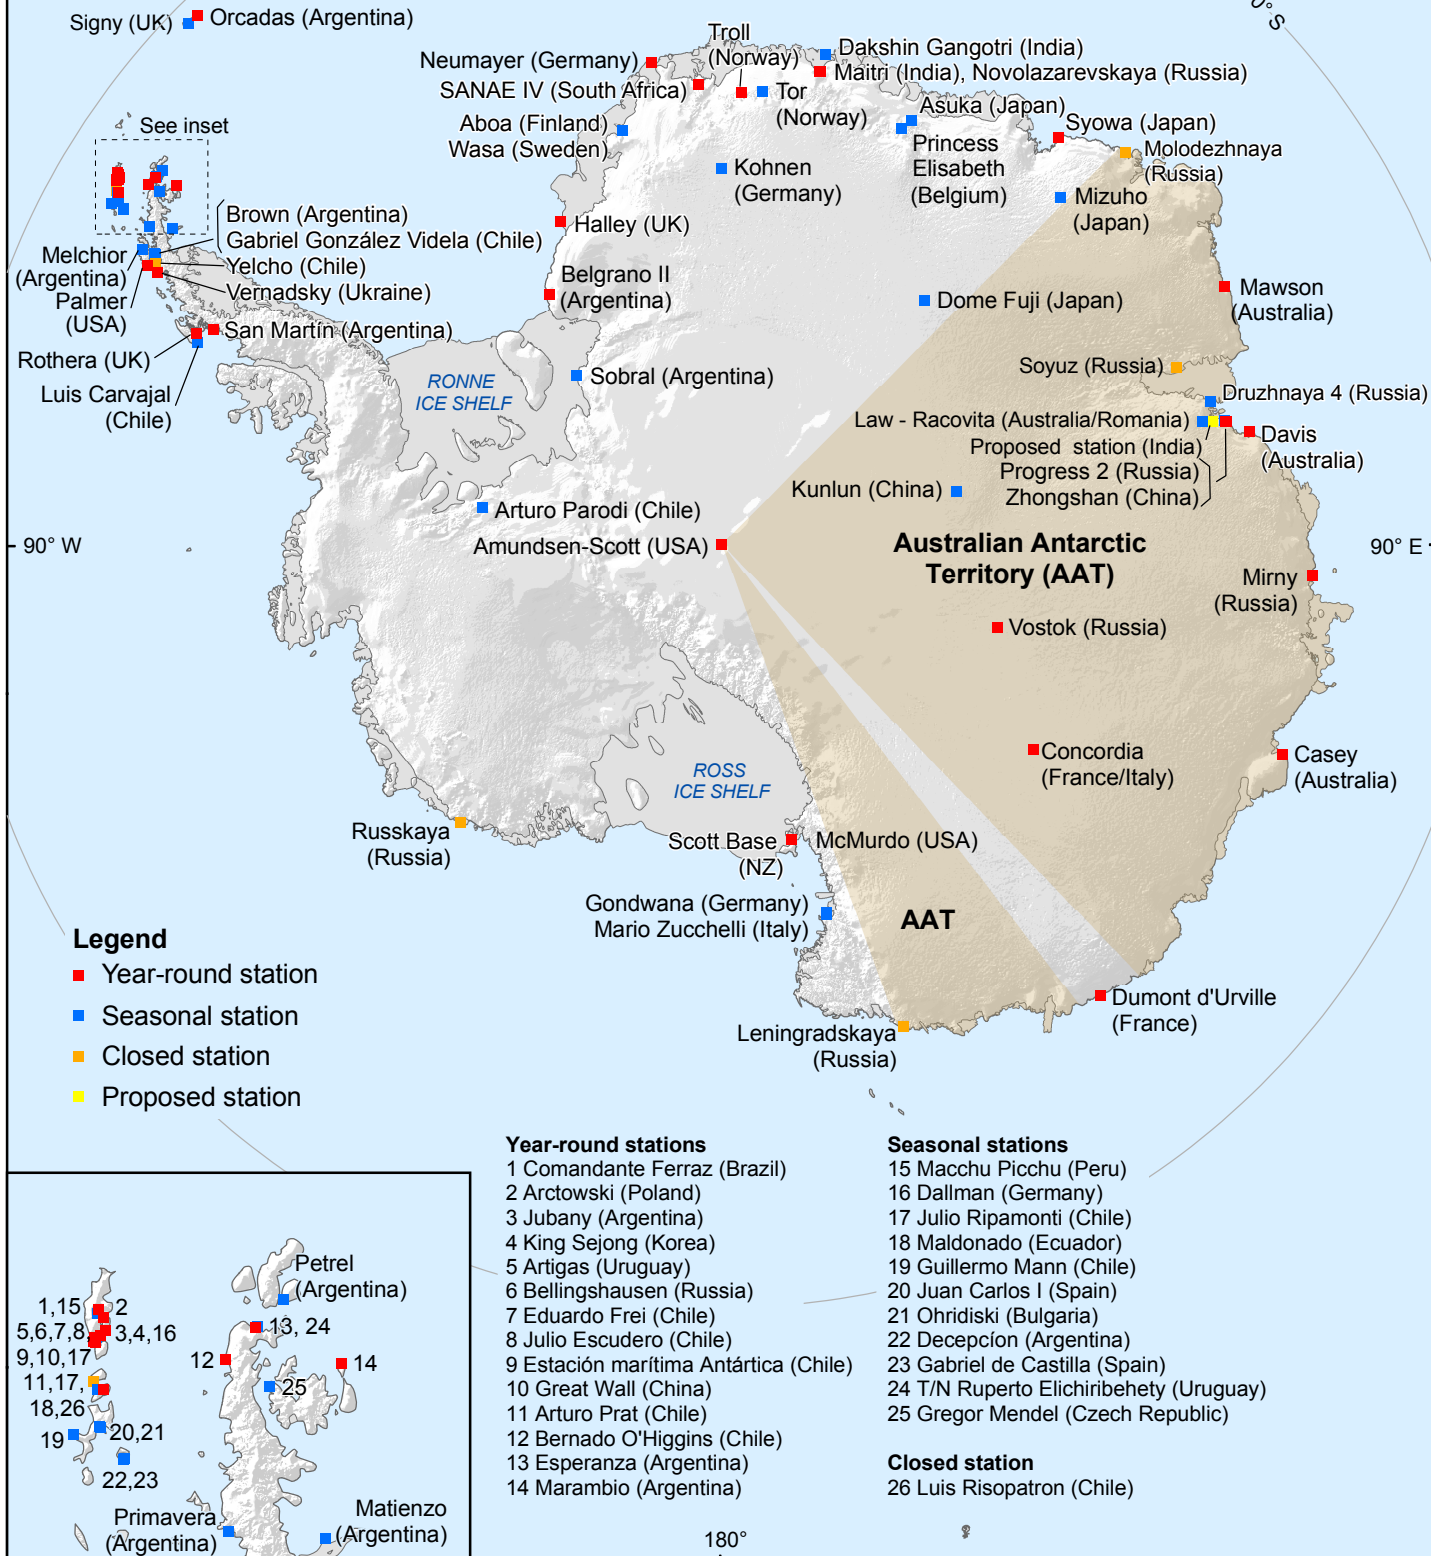 0° S
Signy (UK)
Orcadas (Argentina)
Troll
(Norway)
Neumayer (Germany)
SANAE IV (South Africa)
Dakshin Gangotri (India)
Maitri (India), Novolazarevskaya (Russia)
Tor
(Norway)
Asuka (Japan)
Aboa (Finland)
Wasa (Sweden)
Syowa (Japan)
Princess
Elisabeth
(Belgium)
Molodezhnaya
(Russia)
See inset
Kohnen
(Germany)
Mizuho
(Japan)
Brown (Argentina)
Gabriel González Videla (Chile)
Yelcho (Chile)
Vernadsky (Ukraine)
Halley (UK)
Melchior
(Argentina)
Palmer
(USA)
Belgrano II
(Argentina)
Dome Fuji (Japan)
Mawson
(Australia)
San Martín (Argentina)
Rothera (UK)
Luis Carvajal
(Chile)
RONNE
ICE SHELF
Sobral (Argentina)
Soyuz (Russia)
Druzhnaya 4 (Russia)
Law - Racovita (Australia/Romania)
Proposed station (India)
Progress 2 (Russia)
Zhongshan (China)
Davis
(Australia)
Kunlun (China)
Arturo Parodi (Chile)
90° W
Amundsen-Scott (USA)
Australian Antarctic
Territory (AAT)
90° E
Mirny
(Russia)
Vostok (Russia)
Concordia
(France/Italy)
Casey
(Australia)
ROSS
ICE SHELF
Russkaya
(Russia)
Scott Base
(NZ)
McMurdo (USA)
Gondwana (Germany)
Mario Zucchelli (Italy)
AAT
Dumont d'Urville
(France)
Leningradskaya
(Russia)
Legend
Year-round station
Seasonal station
Closed station
Proposed station
Year-round stations
1 Comandante Ferraz (Brazil)
2 Arctowski (Poland)
3 Jubany (Argentina)
4 King Sejong (Korea)
5 Artigas (Uruguay)
6 Bellingshausen (Russia)
7 Eduardo Frei (Chile)
8 Julio Escudero (Chile)
9 Estación marítima Antártica (Chile)
10 Great Wall (China)
11 Arturo Prat (Chile)
12 Bernado O'Higgins (Chile)
13 Esperanza (Argentina)
14 Marambio (Argentina)
Seasonal stations
15 Macchu Picchu (Peru)
16 Dallman (Germany)
17 Julio Ripamonti (Chile)
18 Maldonado (Ecuador)
19 Guillermo Mann (Chile)
20 Juan Carlos I (Spain)
21 Ohridiski (Bulgaria)
22 Decepcíon (Argentina)
23 Gabriel de Castilla (Spain)
24 T/N Ruperto Elichiribehety (Uruguay)
25 Gregor Mendel (Czech Republic)
Closed station
26 Luis Risopatron (Chile)
Petrel
(Argentina)
1,15
2
5,6,7,8,
3,4,16
9,10,17
11,17,
18,26
19
20,21
22,23
13, 24
12
14
25
Primavera
(Argentina)
Matienzo
(Argentina)
180°